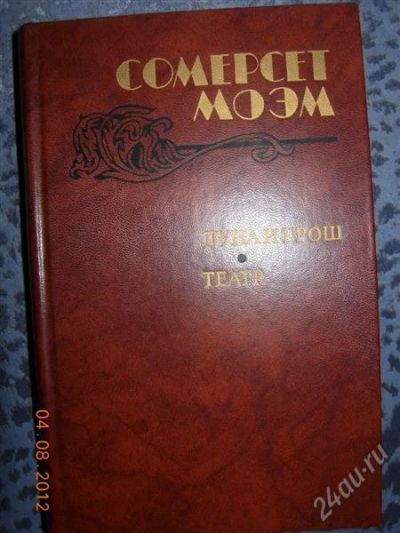 СОМЕРСЕТ
МОЭМ
ЛУНА И ГРОШ
•
ТЕАТР
04.08.2012
24au.ru